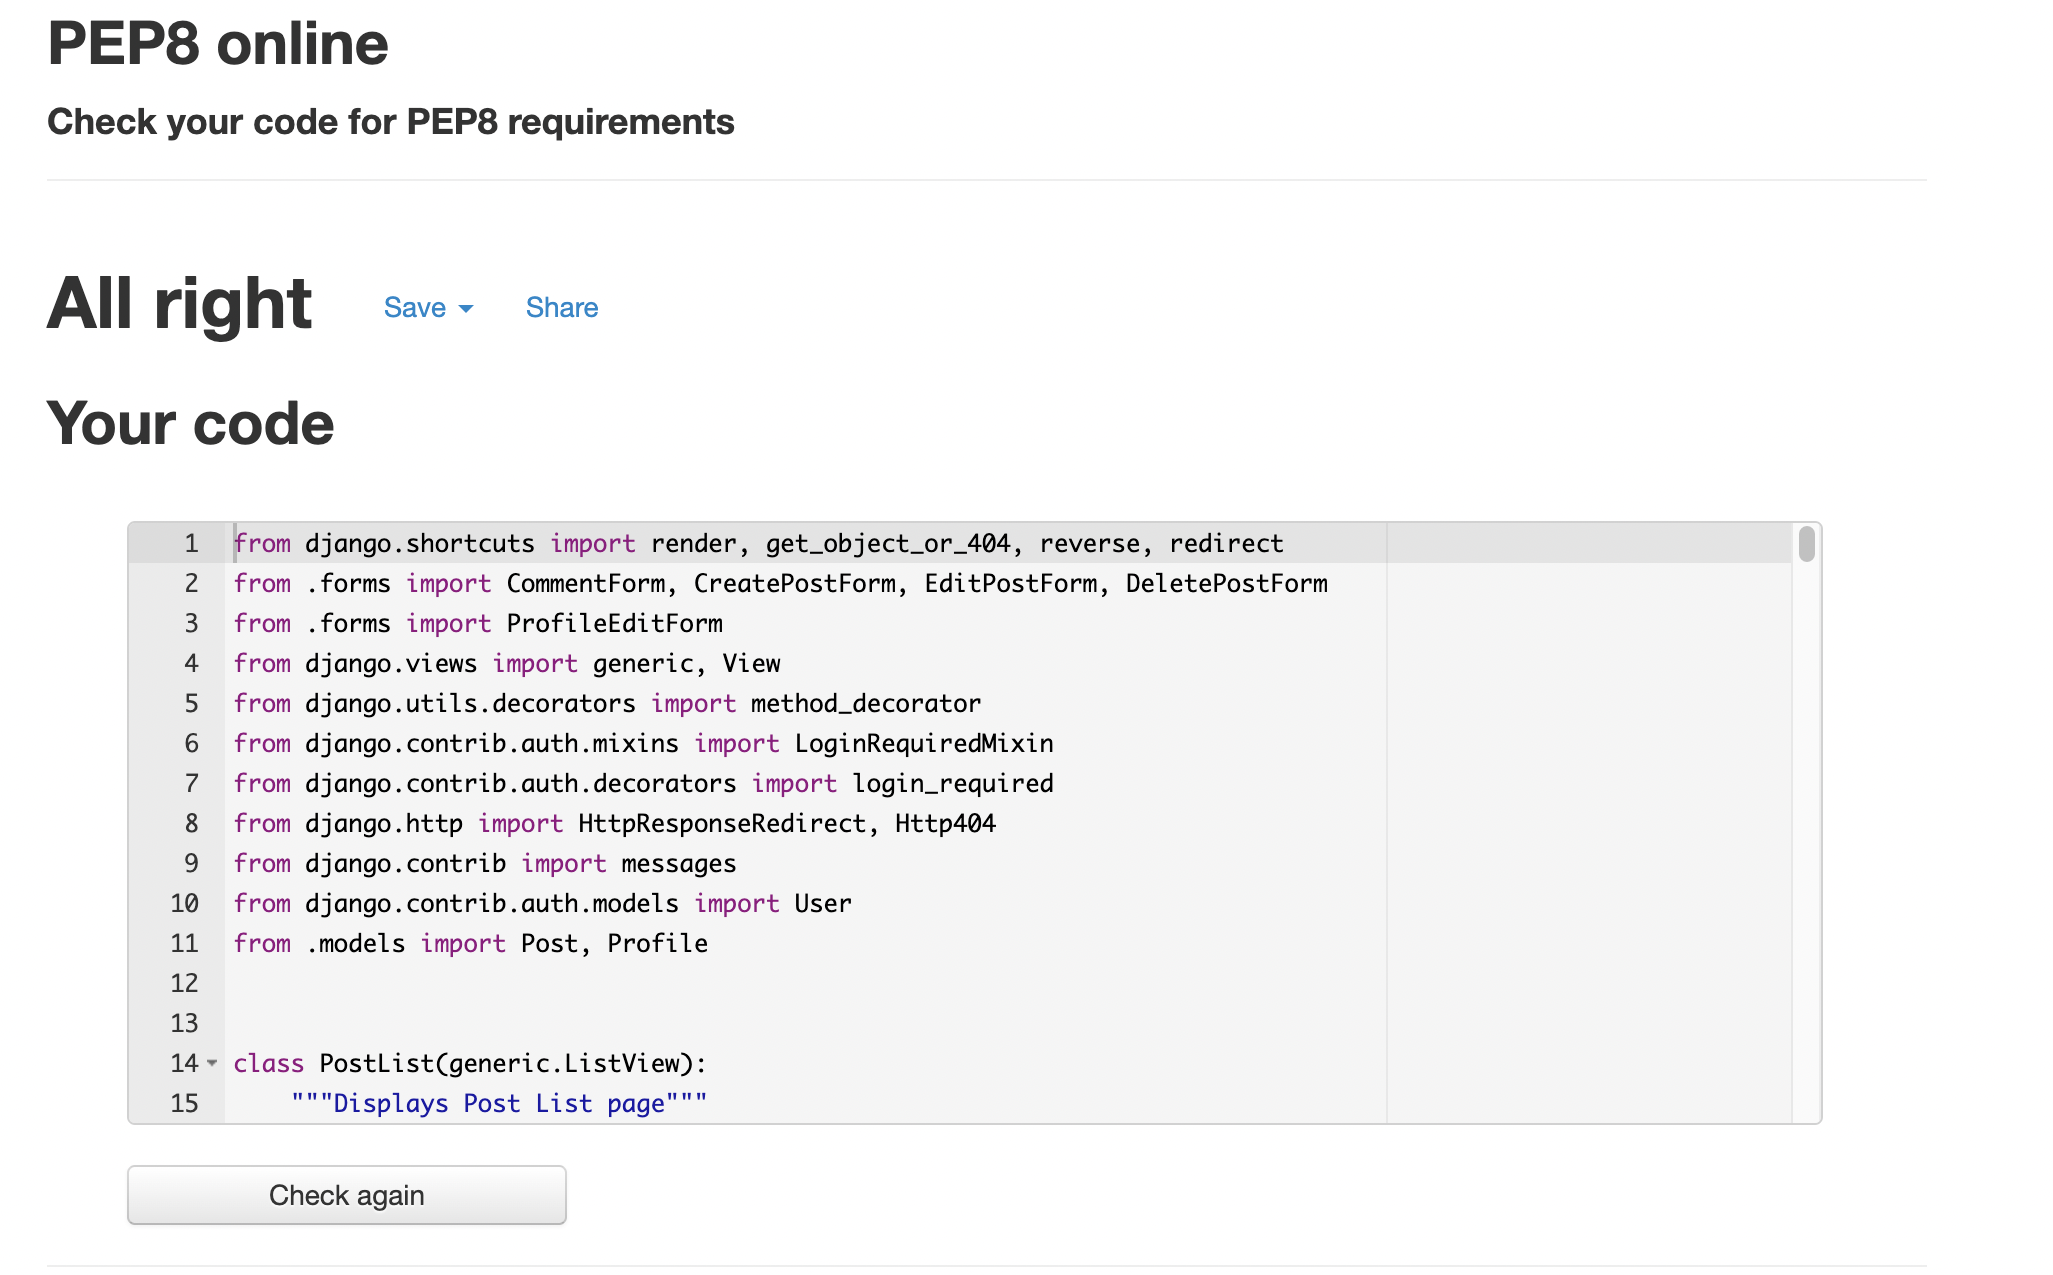 PEP8 online
Check your code for PEP8 requirements
All right Save Share
Your code
1 from django.shortcuts import render, get_object_or_404, reverse, redirect
2 from .forms import CommentForm, CreatePostForm, EditPostForm, DeletePostForm
3 from .forms import ProfileEditForm
4 from django.views import generic, View
5 from django.utils.decorators import method_decorator
6 from django.contrib.auth.mixins import LoginRequiredMixin
7 from django.contrib.auth.decorators import login_required
8 from django.http import HttpResponseRedirect, Http404
9 from django.contrib import messages
10 from django.contrib.auth.models import User
11 from .models import Post, Profile
12
13
14 class PostList(generic.ListView):
15     """Displays Post List page"""
Check again